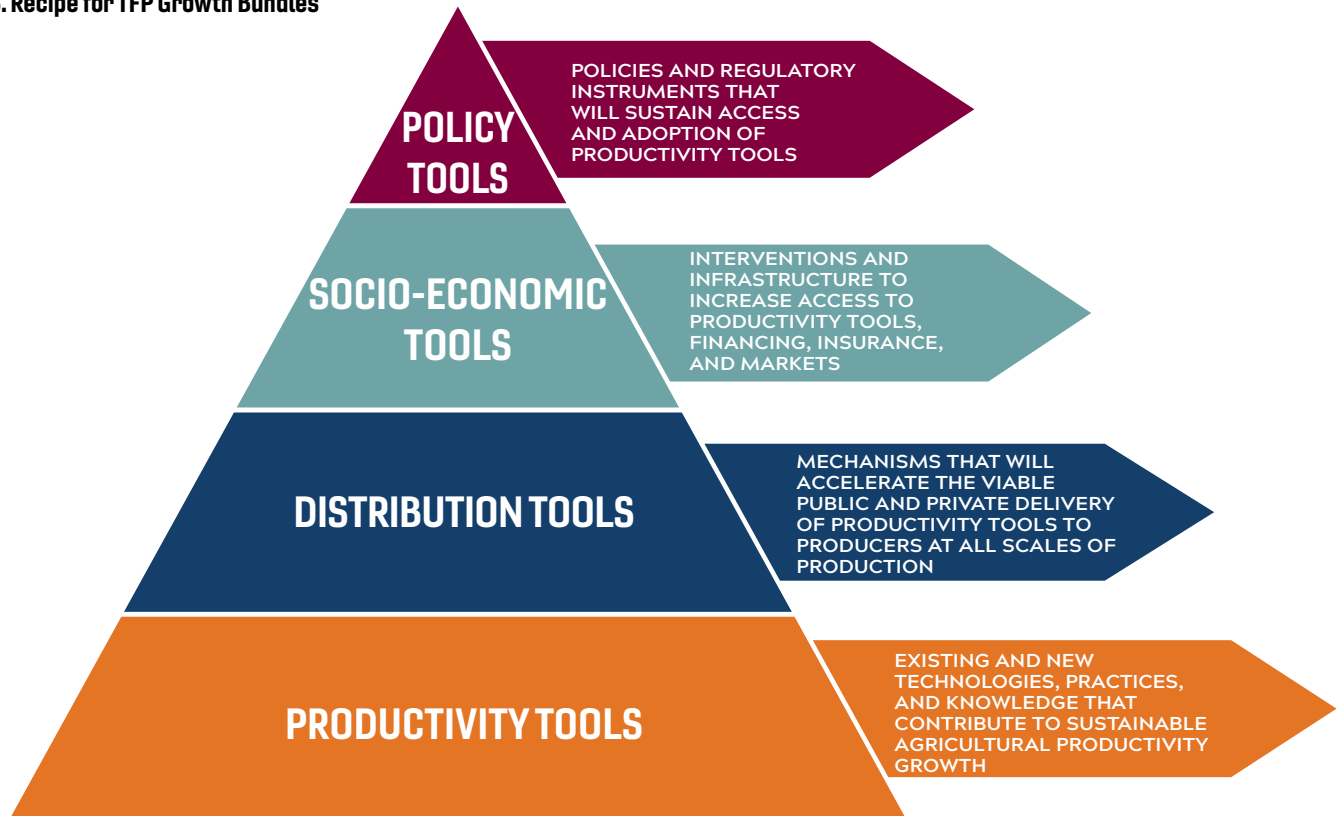 . Recipe for TFP Growth Bundles
POLICY
TOOLS
POLICIES AND REGULATORY
INSTRUMENTS THAT
WILL SUSTAIN ACCESS
AND ADOPTION OF
PRODUCTIVITY TOOLS
SOCIO-ECONOMIC
TOOLS
INTERVENTIONS AND
INFRASTRUCTURE TO
INCREASE ACCESS TO
PRODUCTIVITY TOOLS,
FINANCING, INSURANCE,
AND MARKETS
DISTRIBUTION TOOLS
MECHANISMS THAT WILL
ACCELERATE THE VIABLE
PUBLIC AND PRIVATE DELIVERY
OF PRODUCTIVITY TOOLS TO
PRODUCERS AT ALL SCALES OF
PRODUCTION
PRODUCTIVITY TOOLS
EXISTING AND NEW
TECHNOLOGIES, PRACTICES,
AND KNOWLEDGE THAT
CONTRIBUTE TO SUSTAINABLE
AGRICULTURAL PRODUCTIVITY
GROWTH